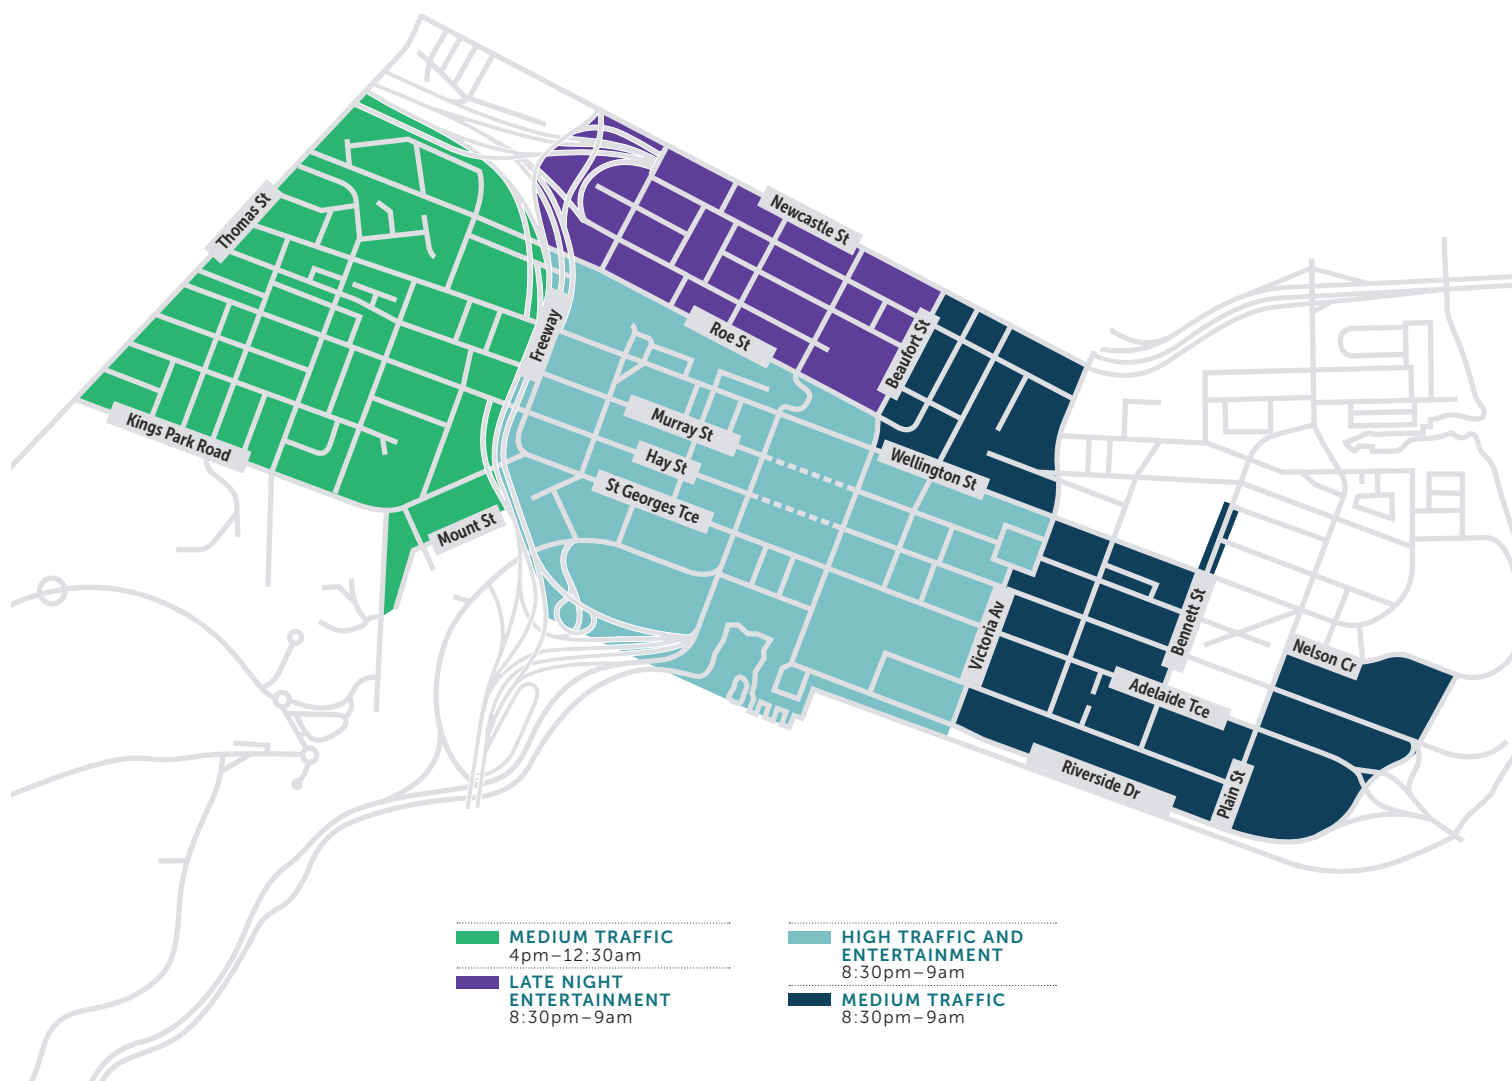 Thomas St
Newcastle St
Freeway
Roe St
Beaufort St
Kings Park Road
Murray St
Hay St
St Georges Tce
Wellington St
Mount St
Victoria Av
Bennett St
Nelson Cr
Adelaide Tce
Riverside Dr
Plain St
MEDIUM TRAFFIC
4pm–12:30am
LATE NIGHT
ENTERTAINMENT
8:30pm–9am
HIGH TRAFFIC AND
ENTERTAINMENT
8:30pm–9am
MEDIUM TRAFFIC
8:30pm–9am